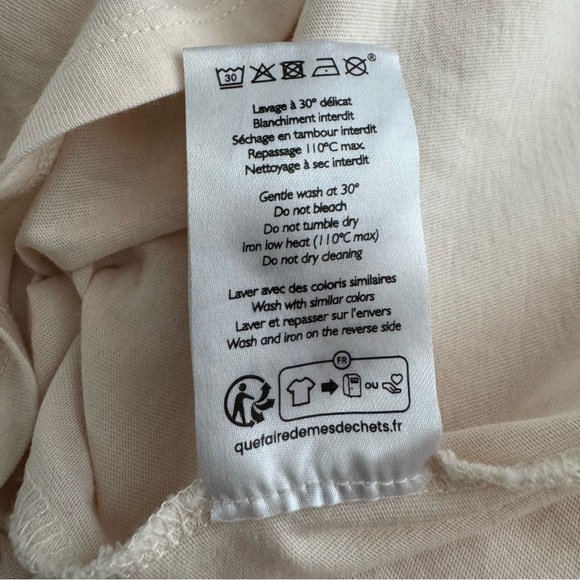 30
®
Lavage à 30° délicat
Blanchiment interdit
Séchage en tambour interdit
Repassage 110°C max.
Nettoyage à sec interdit
Gentle wash at 30°
Do not bleach
Do not tumble dry
Iron low heat (110°C max)
Do not dry cleaning
Laver avec des coloris similaires
Wash with similar colors
Laver et repasser sur l'envers
Wash and iron on the reverse side
FR
ou
quefairedemesdechets.fr